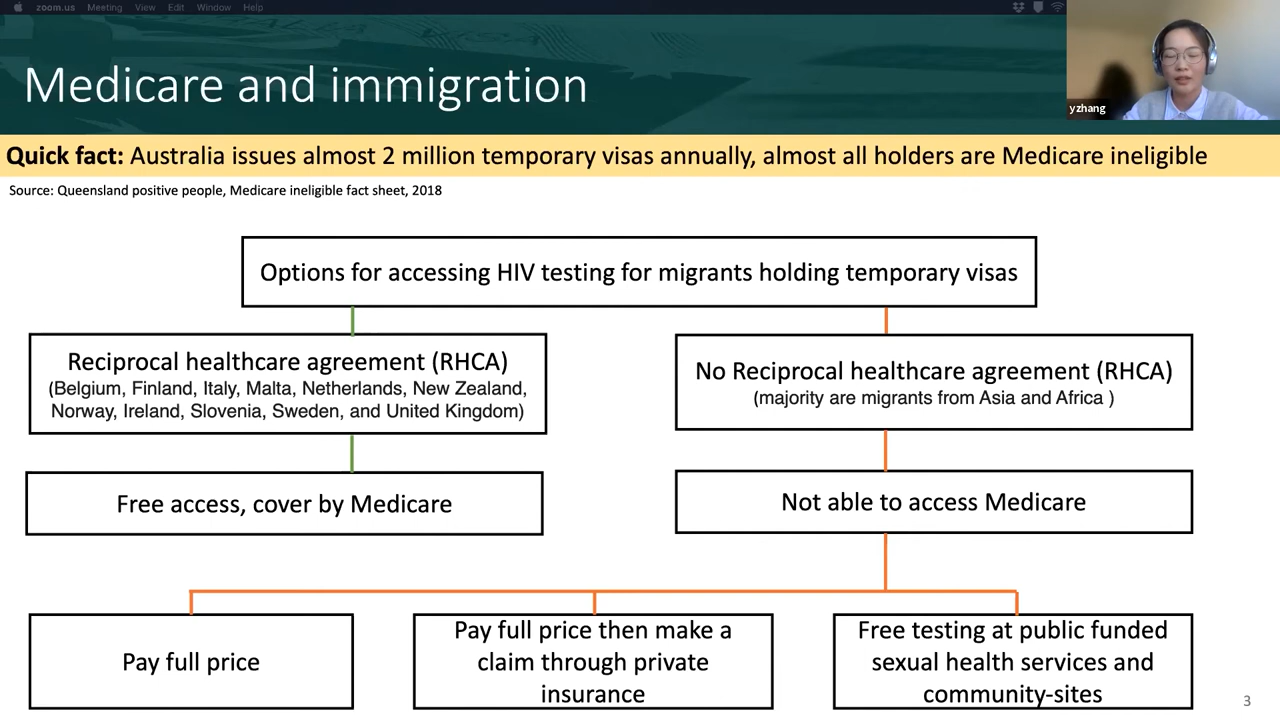 zoom.us Meeting View Edit Window Help
Medicare and immigration
yzhang
Quick fact: Australia issues almost 2 million temporary visas annually, almost all holders are Medicare ineligible
Source: Queensland positive people, Medicare ineligible fact sheet, 2018
Options for accessing HIV testing for migrants holding temporary visas
Reciprocal healthcare agreement (RHCA)
(Belgium, Finland, Italy, Malta, Netherlands, New Zealand,
Norway, Ireland, Slovenia, Sweden, and United Kingdom)
No Reciprocal healthcare agreement (RHCA)
(majority are migrants from Asia and Africa )
Free access, cover by Medicare
Not able to access Medicare
Pay full price
Pay full price then make a
claim through private
insurance
Free testing at public funded
sexual health services and
community-sites
3